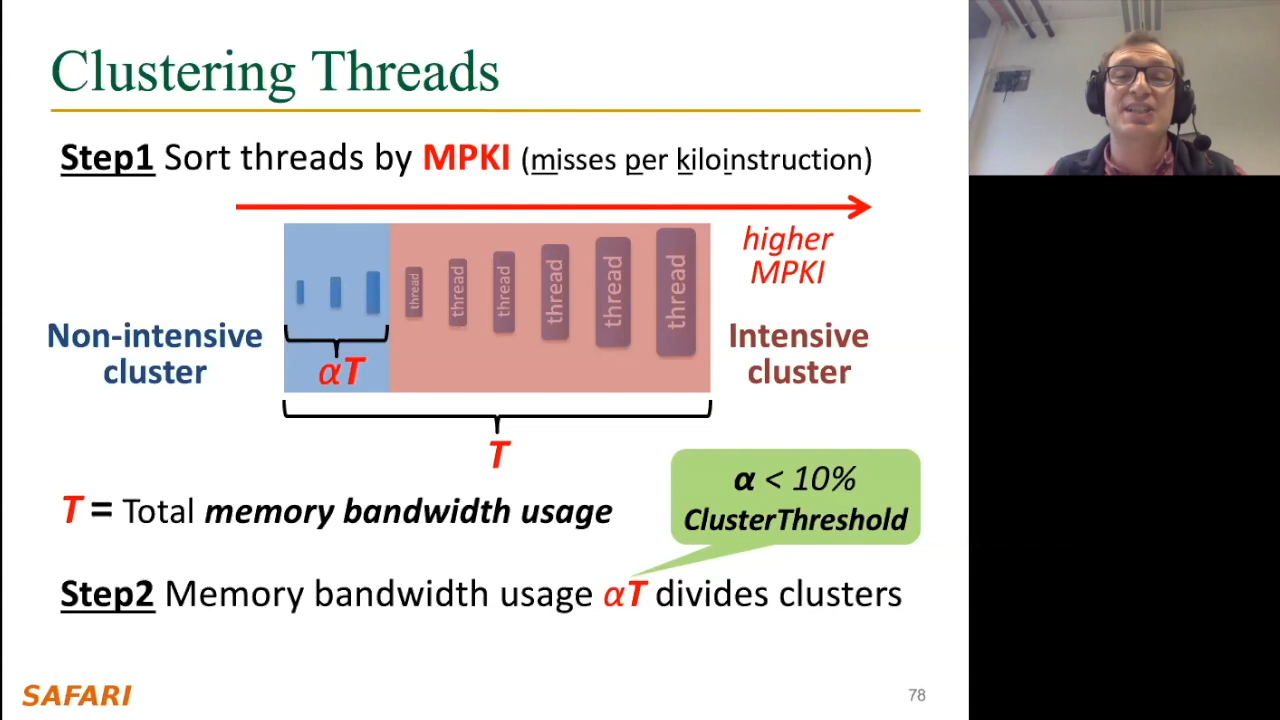 Clustering Threads
Step1 Sort threads by MPKI (misses per kiloinstruction)
higher
MPKI
thread
thread
thread
thread
thread
thread
Non-intensive
cluster
αT
Intensive
cluster
T
α < 10%
ClusterThreshold
T = Total memory bandwidth usage
Step2 Memory bandwidth usage αT divides clusters
SAFARI
78